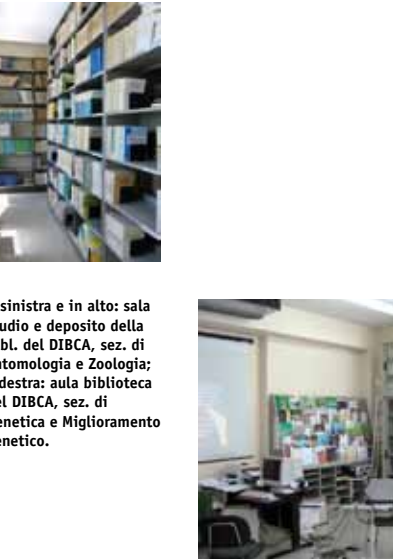 sinistra e in alto: sala
udio e deposito della
bl. del DIBCA, sez. di
ntomologia e Zoologia;
destra: aula biblioteca
el DIBCA, sez. di
enetica e Miglioramento
enetico.